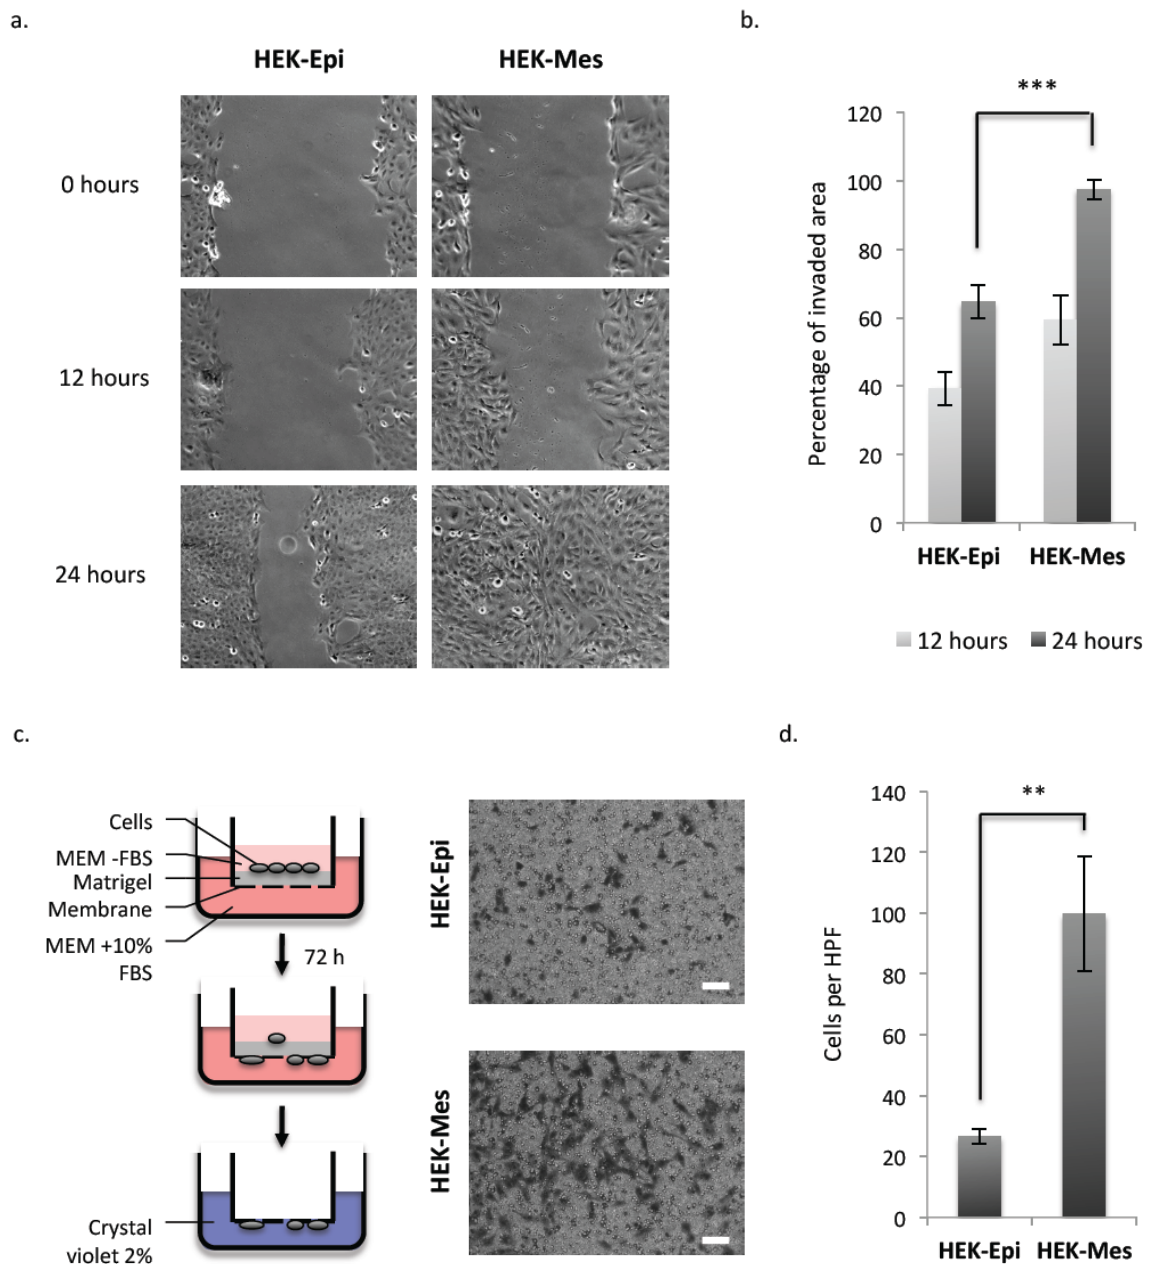 a.
HEK-Epi
HEK-Mes
0 hours
12 hours
24 hours
b.
***
120
100
80
60
40
20
0
Percentage of invaded area
HEK-Epi
HEK-Mes
12 hours
24 hours
c.
Cells
MEM -FBS
Matrigel
Membrane
MEM +10%
FBS
72 h
Crystal
violet 2%
HEK-Epi
HEK-Mes
d.
**
140
120
100
80
60
40
20
0
Cells per HPF
HEK-Epi
HEK-Mes